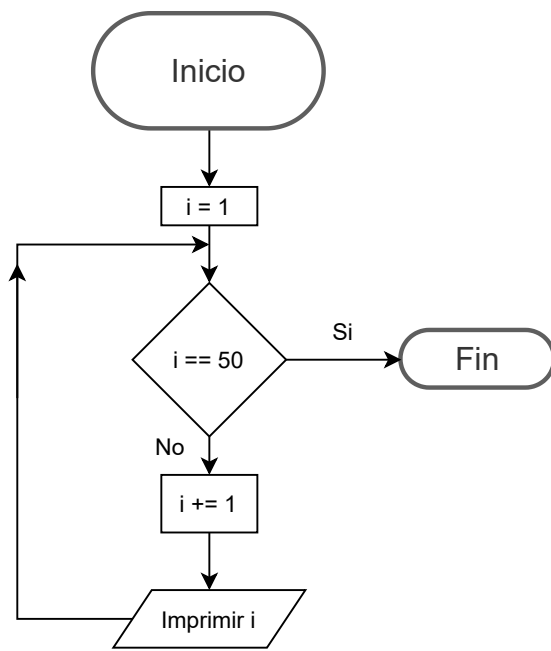 Inicio
i = 1
i == 50
Si
Fin
No
i += 1
Imprimir i